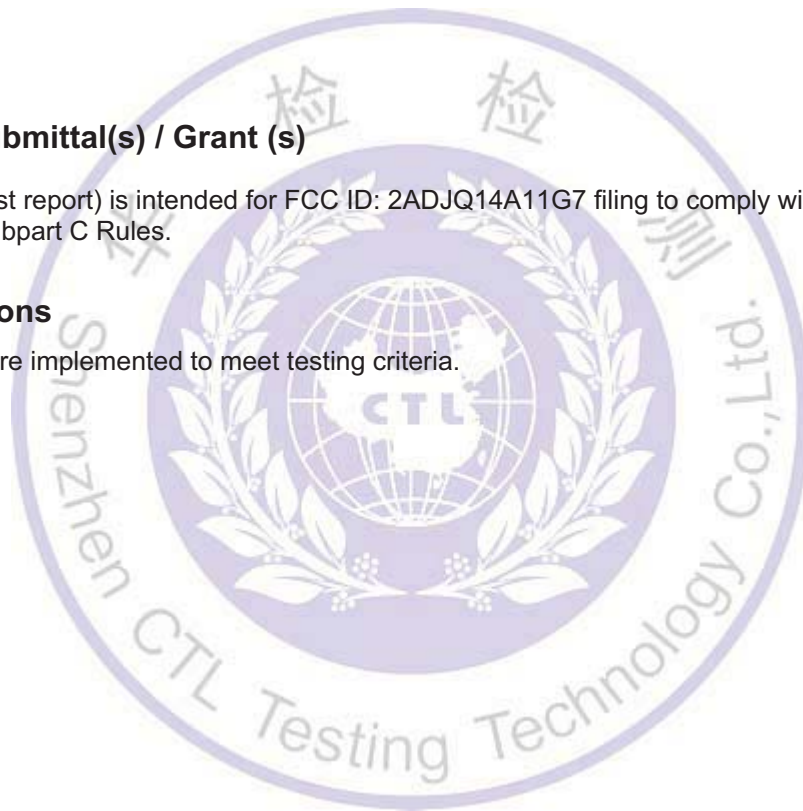 bmittal(s) / Grant (s)
st report) is intended for FCC ID: 2ADJQ14A11G7 filing to comply wi
bpart C Rules.
ons
re implemented to meet testing criteria.
检 检 测
CTL
Shenzhen CTL Testing Technology Co.,Ltd.